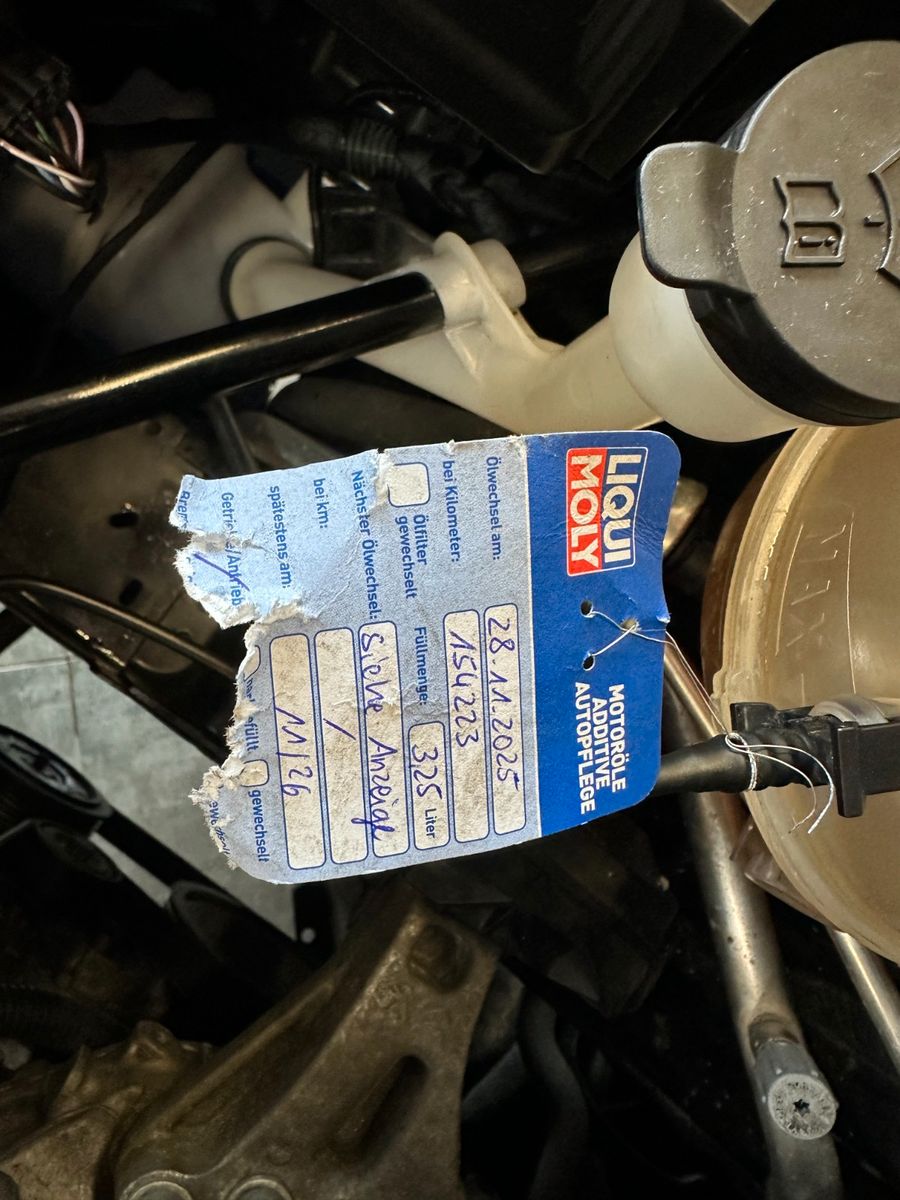 LIQUI
MOLY
MOTORÖLE
ADDITIVE
AUTOPFLEGE
Ölwechsel am: 28.11.2025
bei Kilometer: 154223
Ölfilter
gewechselt
Füllmenge: 3,25 Liter
Nächster Ölwechsel: Siehe Anzeige
bei km: /
spätestens am: 11/26
gewechselt